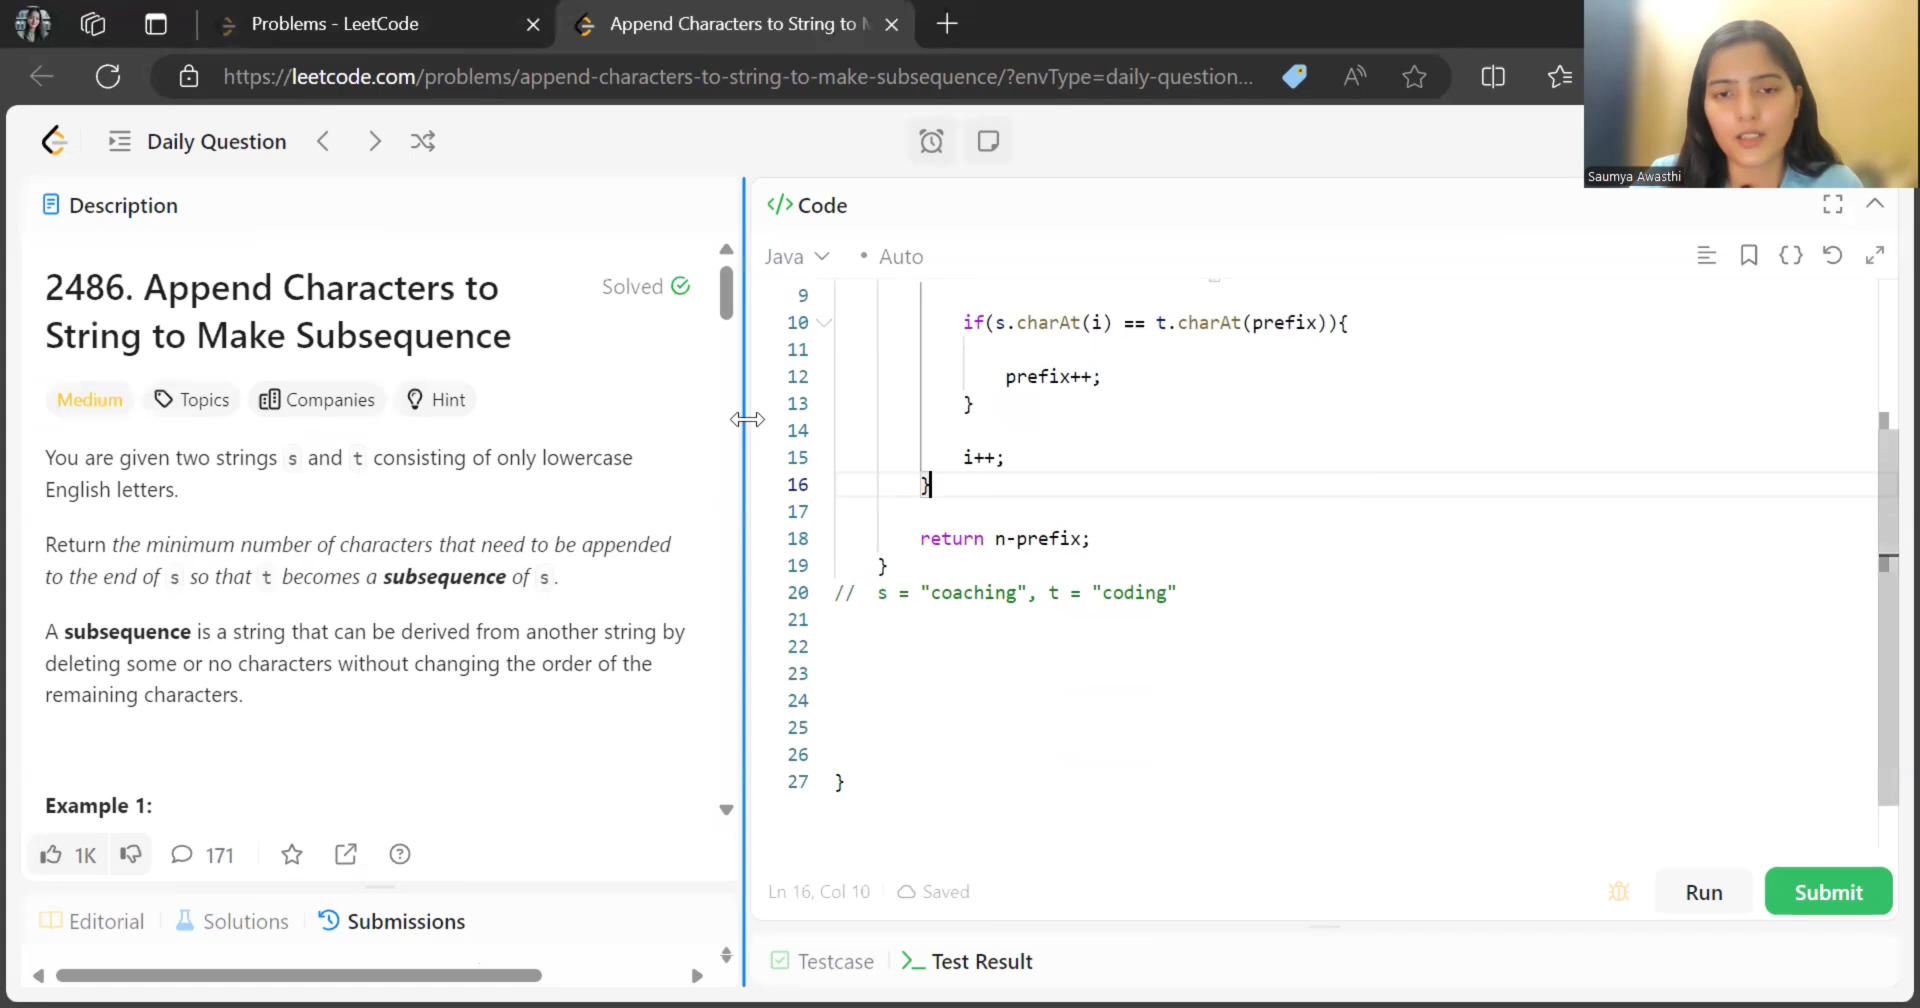 Problems - LeetCode
Append Characters to String to M
https://leetcode.com/problems/append-characters-to-string-to-make-subsequence/?envType=daily-question...
Saumya Awasthi
Daily Question
Description
2486. Append Characters to
String to Make Subsequence
Solved
Medium
Topics
Companies
Hint
You are given two strings s and t consisting of only lowercase
English letters.
Return the minimum number of characters that need to be appended
to the end of s so that t becomes a subsequence of s.
A subsequence is a string that can be derived from another string by
deleting some or no characters without changing the order of the
remaining characters.
Example 1:
1K
171
Editorial
Solutions
Submissions
</> Code
Java
• Auto
9
10 if(s.charAt(i) == t.charAt(prefix)){
11
12 prefix++;
13 }
14
15 i++;
16 }
17
18 return n-prefix;
19 }
20 // s = "coaching", t = "coding"
21
22
23
24
25
26
27 }
Ln 16, Col 10
Saved
Run
Submit
Testcase
Test Result